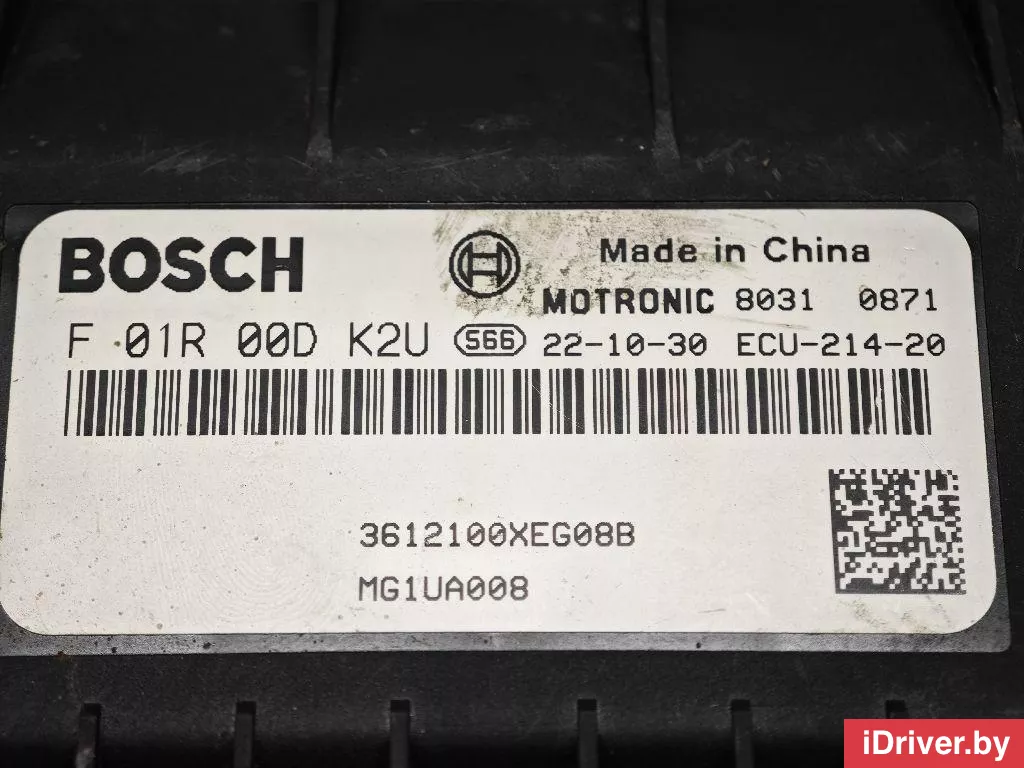 BOSCH
Made in China
MOTRONIC 8031 0871
F 01R 00D K2U 566 22-10-30 ECU-214-20
3612100XEG08B
MG1UA008
iDriver.by